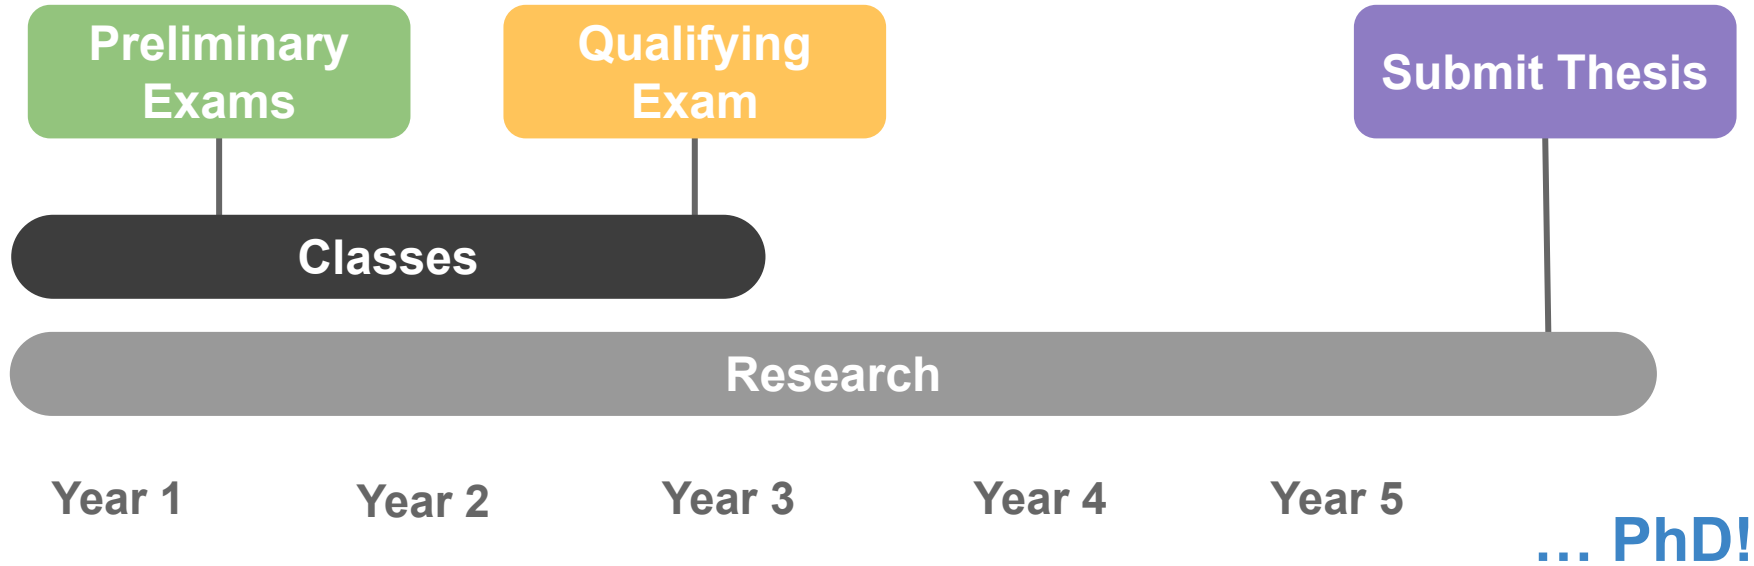 Preliminary
Exams
Qualifying
Exam
Submit Thesis
Classes
Research
Year 1
Year 2
Year 3
Year 4
Year 5
... PhD!